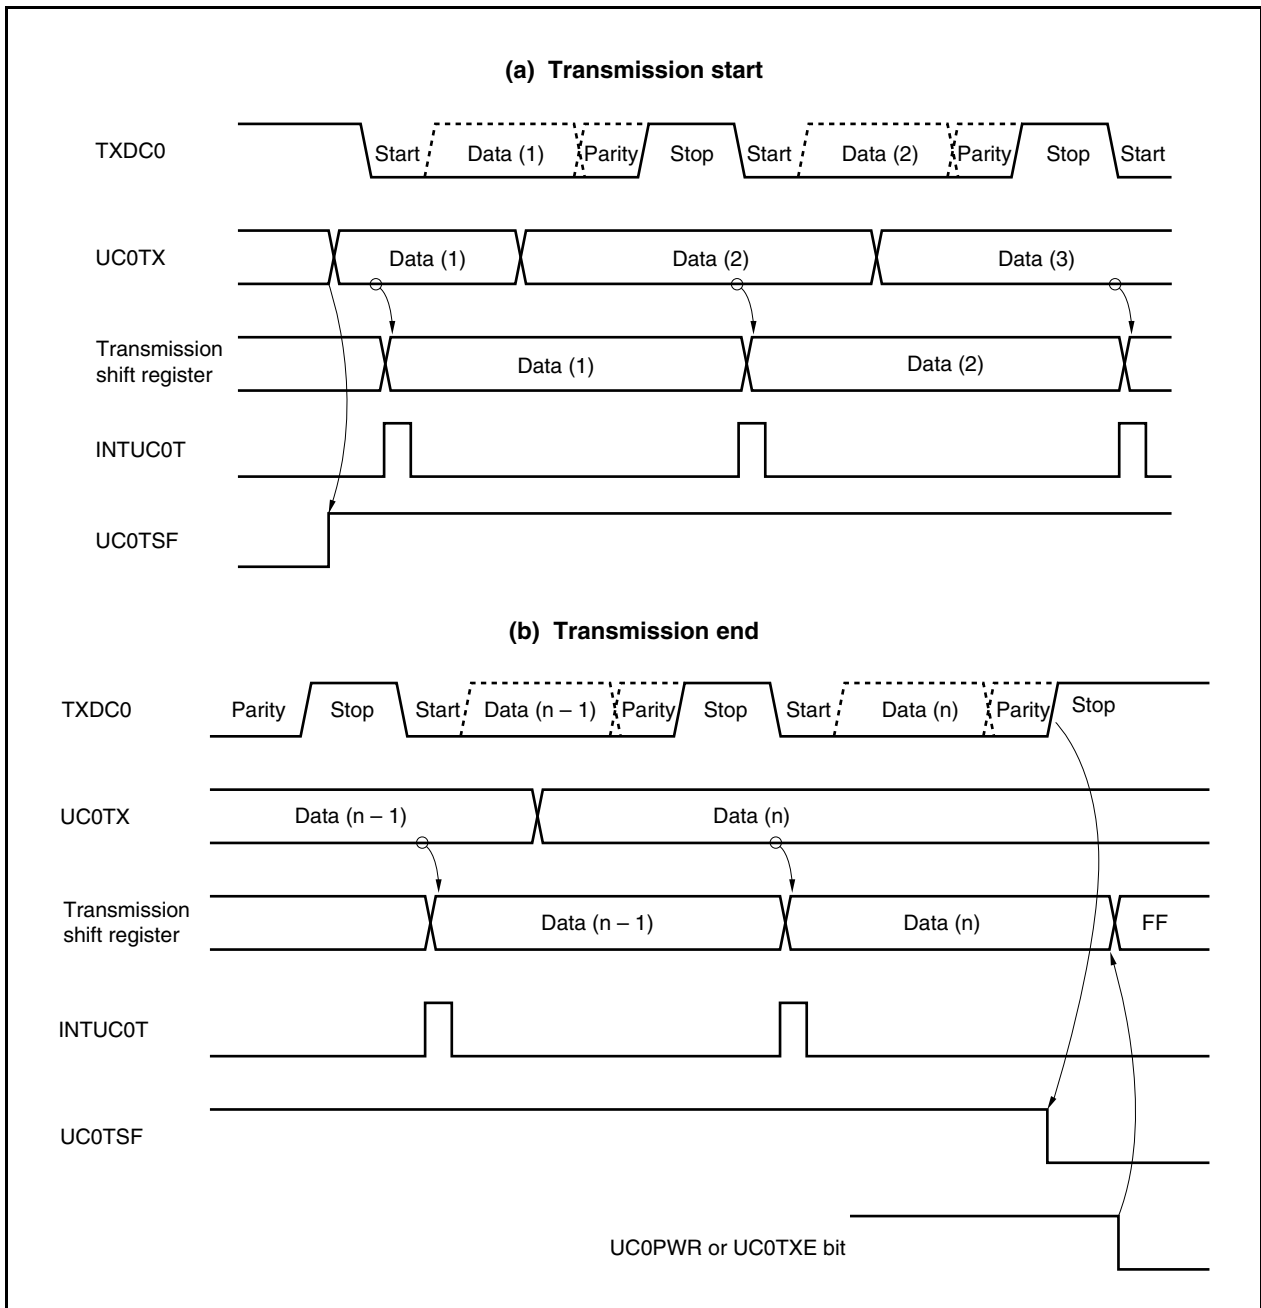 (a) Transmission start
TXDC0
Start Data (1) Parity Stop Start Data (2) Parity Stop Start
UC0TX
Data (1) Data (2) Data (3)
Transmission
shift register
Data (1) Data (2)
INTUC0T
UC0TSF
(b) Transmission end
TXDC0
Parity Stop Start Data (n – 1) Parity Stop Start Data (n) Parity Stop
UC0TX
Data (n – 1) Data (n)
Transmission
shift register
Data (n – 1) Data (n) FF
INTUC0T
UC0TSF
UC0PWR or UC0TXE bit